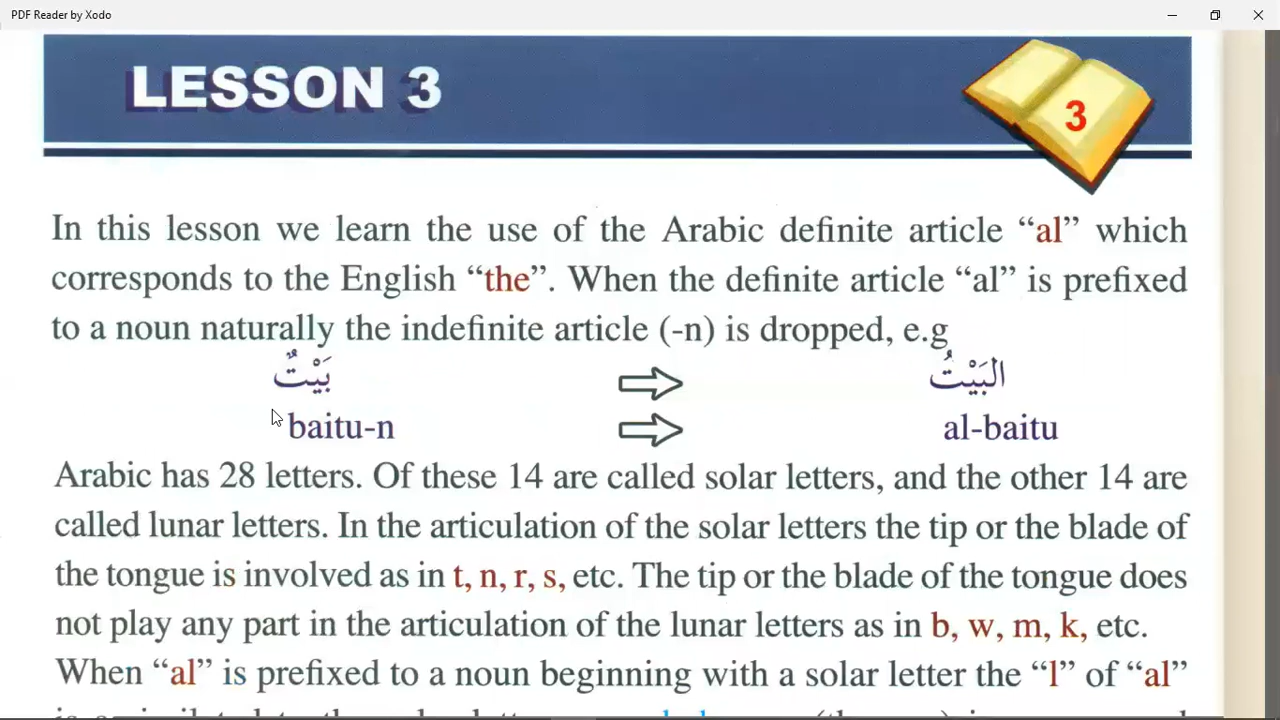 PDF Reader by Xodo
LESSON 3
3
In this lesson we learn the use of the Arabic definite article “al” which
corresponds to the English “the”. When the definite article “al” is prefixed
to a noun naturally the indefinite article (-n) is dropped, e.g
بَيْتٌ ⇨ البَيْتُ
baitu-n ⇨ al-baitu
Arabic has 28 letters. Of these 14 are called solar letters, and the other 14 are
called lunar letters. In the articulation of the solar letters the tip or the blade of
the tongue is involved as in t, n, r, s, etc. The tip or the blade of the tongue does
not play any part in the articulation of the lunar letters as in b, w, m, k, etc.
When “al” is prefixed to a noun beginning with a solar letter the “l” of “al”